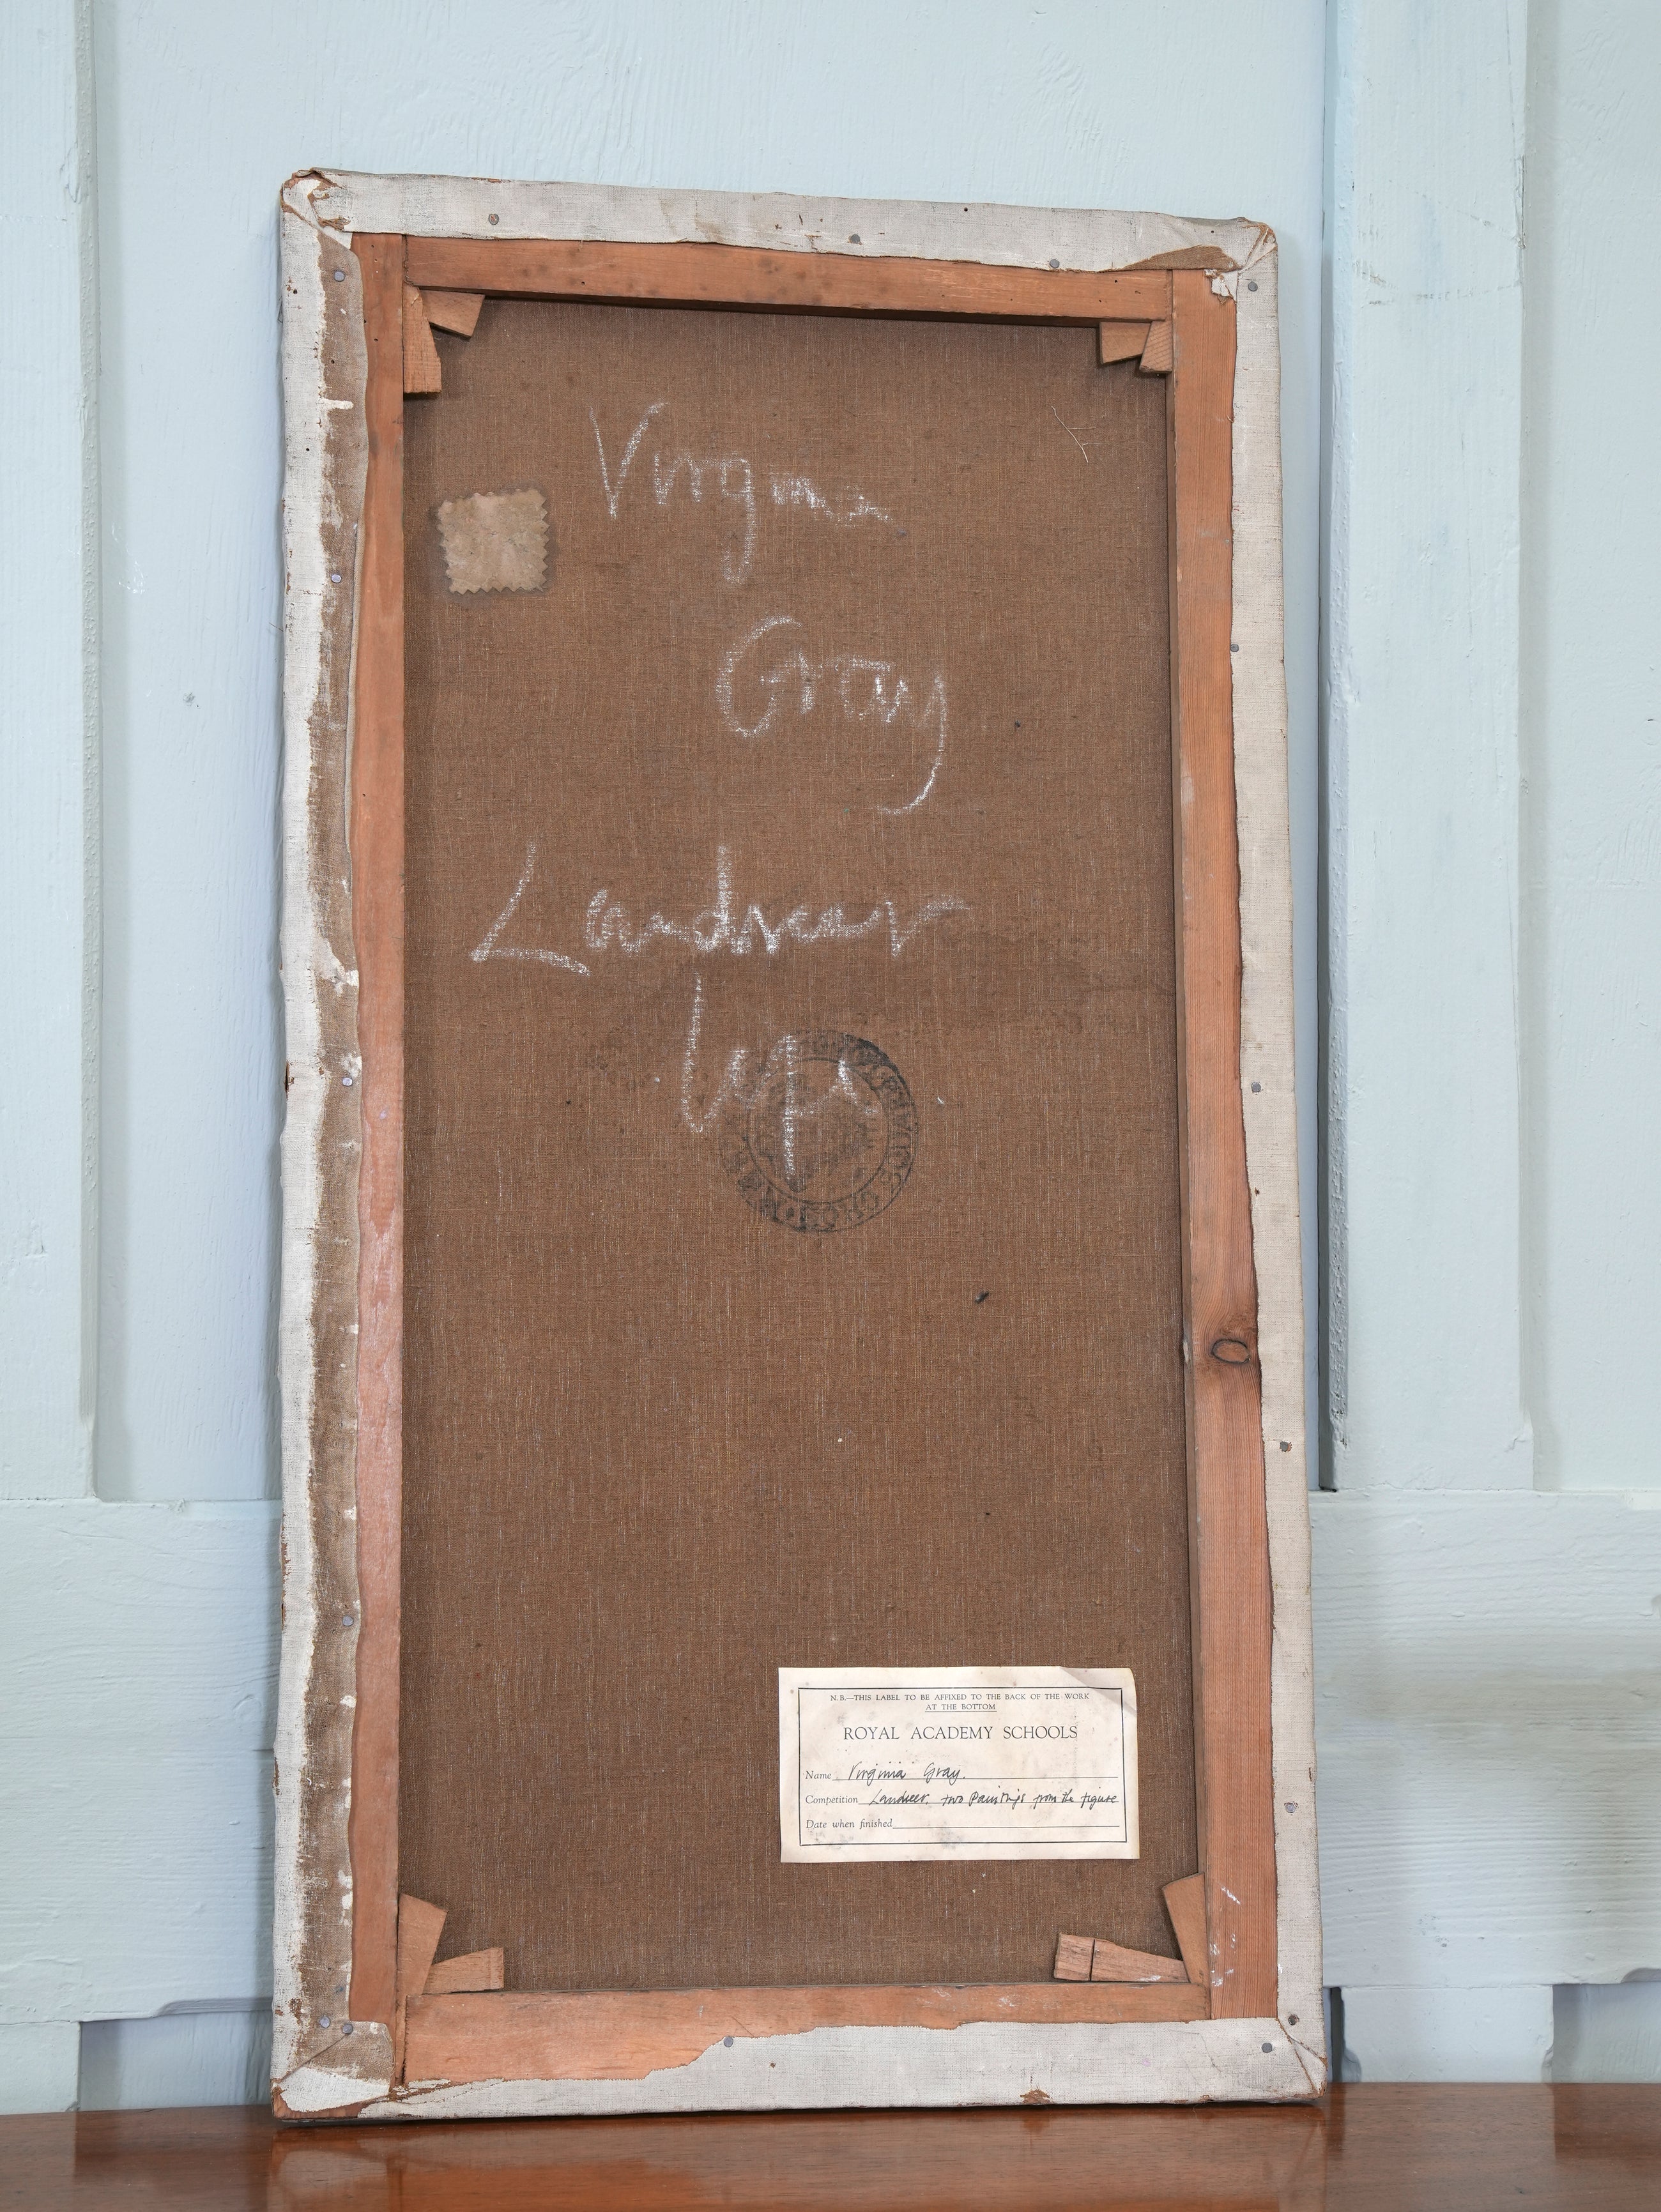 Virginia
Gray
Landseer
N.B.—THIS LABEL TO BE AFFIXED TO THE BACK OF THE WORK
AT THE BOTTOM
ROYAL ACADEMY SCHOOLS
Name Virginia Gray.
Competition Landseer. two Paintings from the figure
Date when finished